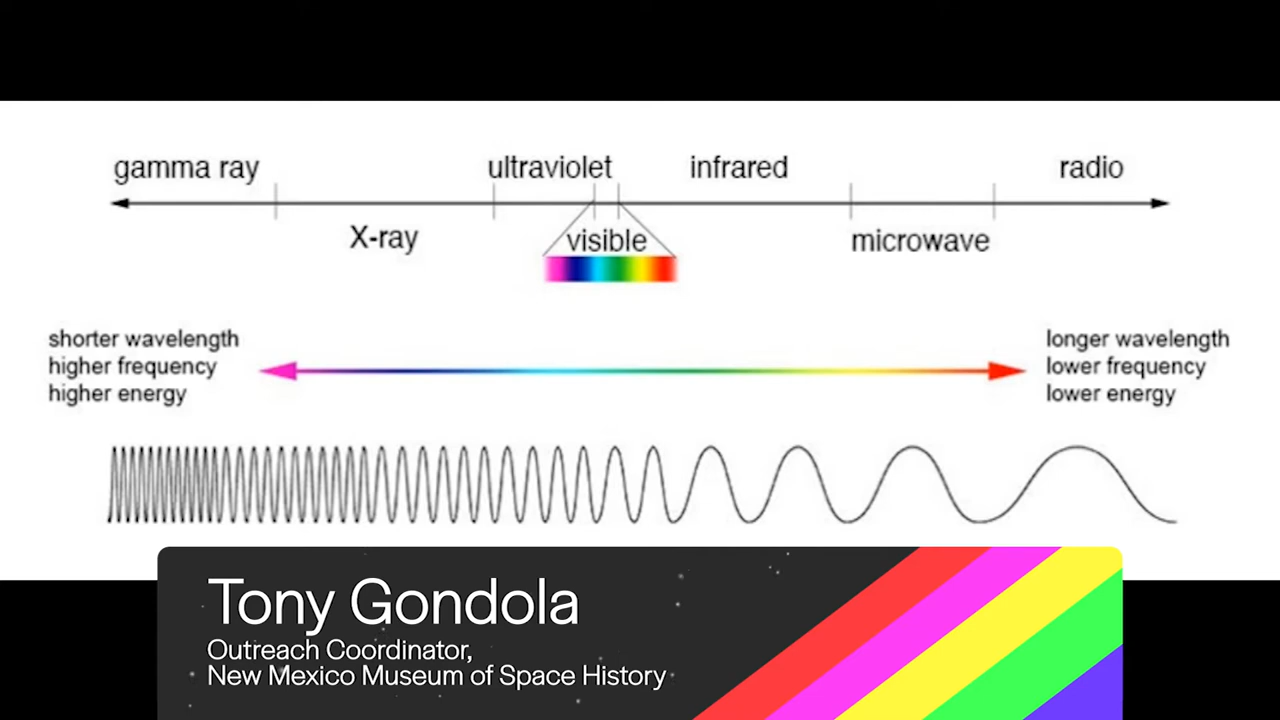 gamma ray
ultraviolet
infrared
radio
X-ray
visible
microwave
shorter wavelength
higher frequency
higher energy
longer wavelength
lower frequency
lower energy
Tony Gondola
Outreach Coordinator,
New Mexico Museum of Space History